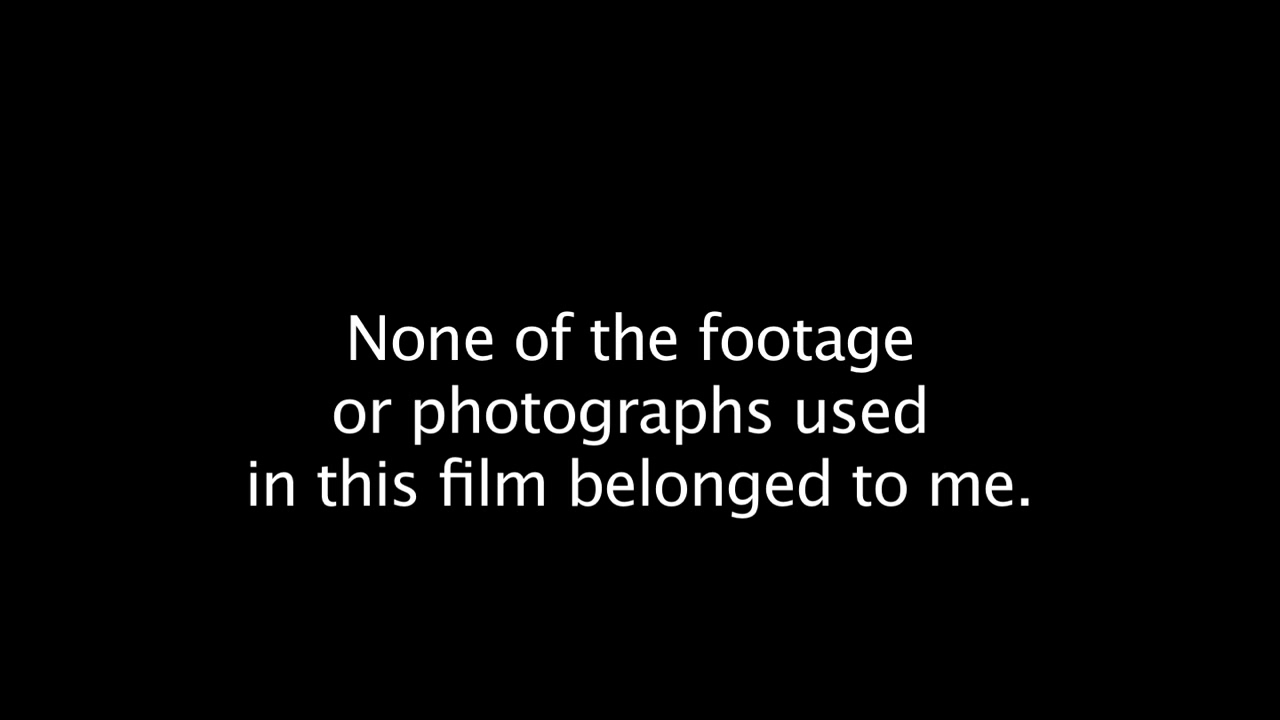 None of the footage
or photographs used
in this film belonged to me.